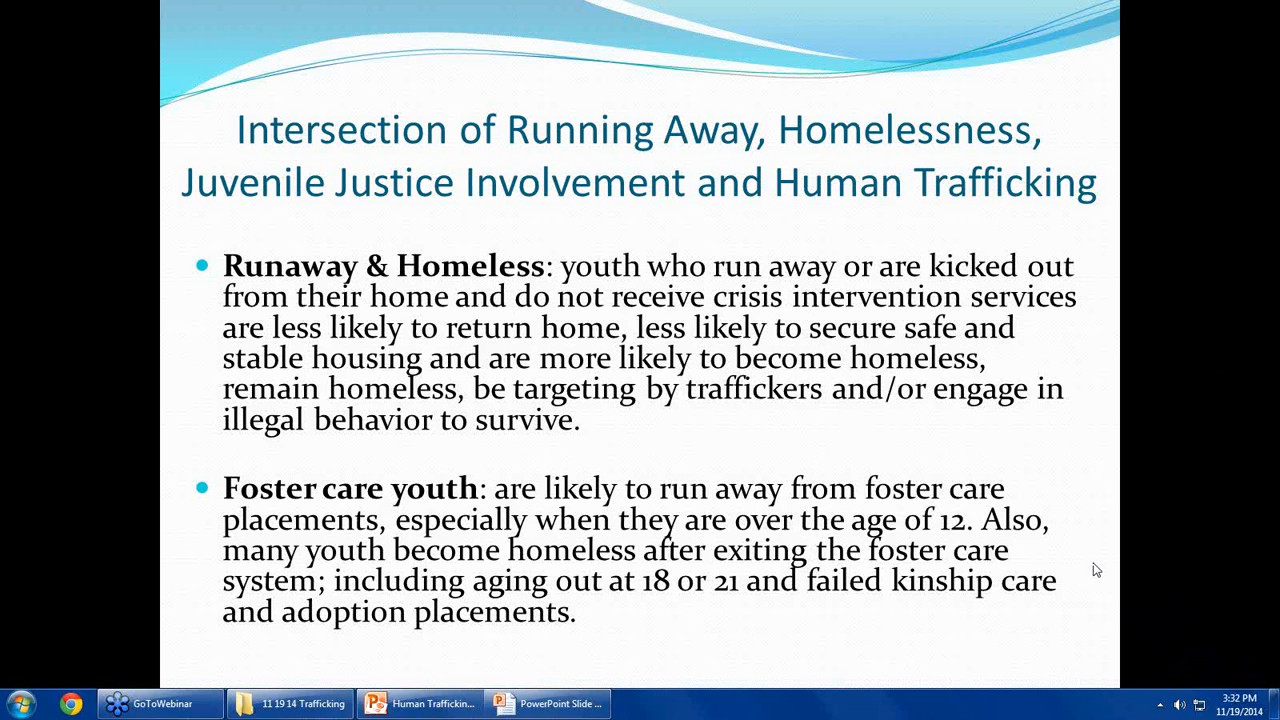 Intersection of Running Away, Homelessness,
Juvenile Justice Involvement and Human Trafficking
Runaway & Homeless: youth who run away or are kicked out
from their home and do not receive crisis intervention services
are less likely to return home, less likely to secure safe and
stable housing and are more likely to become homeless,
remain homeless, be targeting by traffickers and/or engage in
illegal behavior to survive.
Foster care youth: are likely to run away from foster care
placements, especially when they are over the age of 12. Also,
many youth become homeless after exiting the foster care
system; including aging out at 18 or 21 and failed kinship care
and adoption placements.
GoToWebinar
11 19 14 Trafficking
Human Traffickin...
PowerPoint Slide ...
3:32 PM
11/19/2014